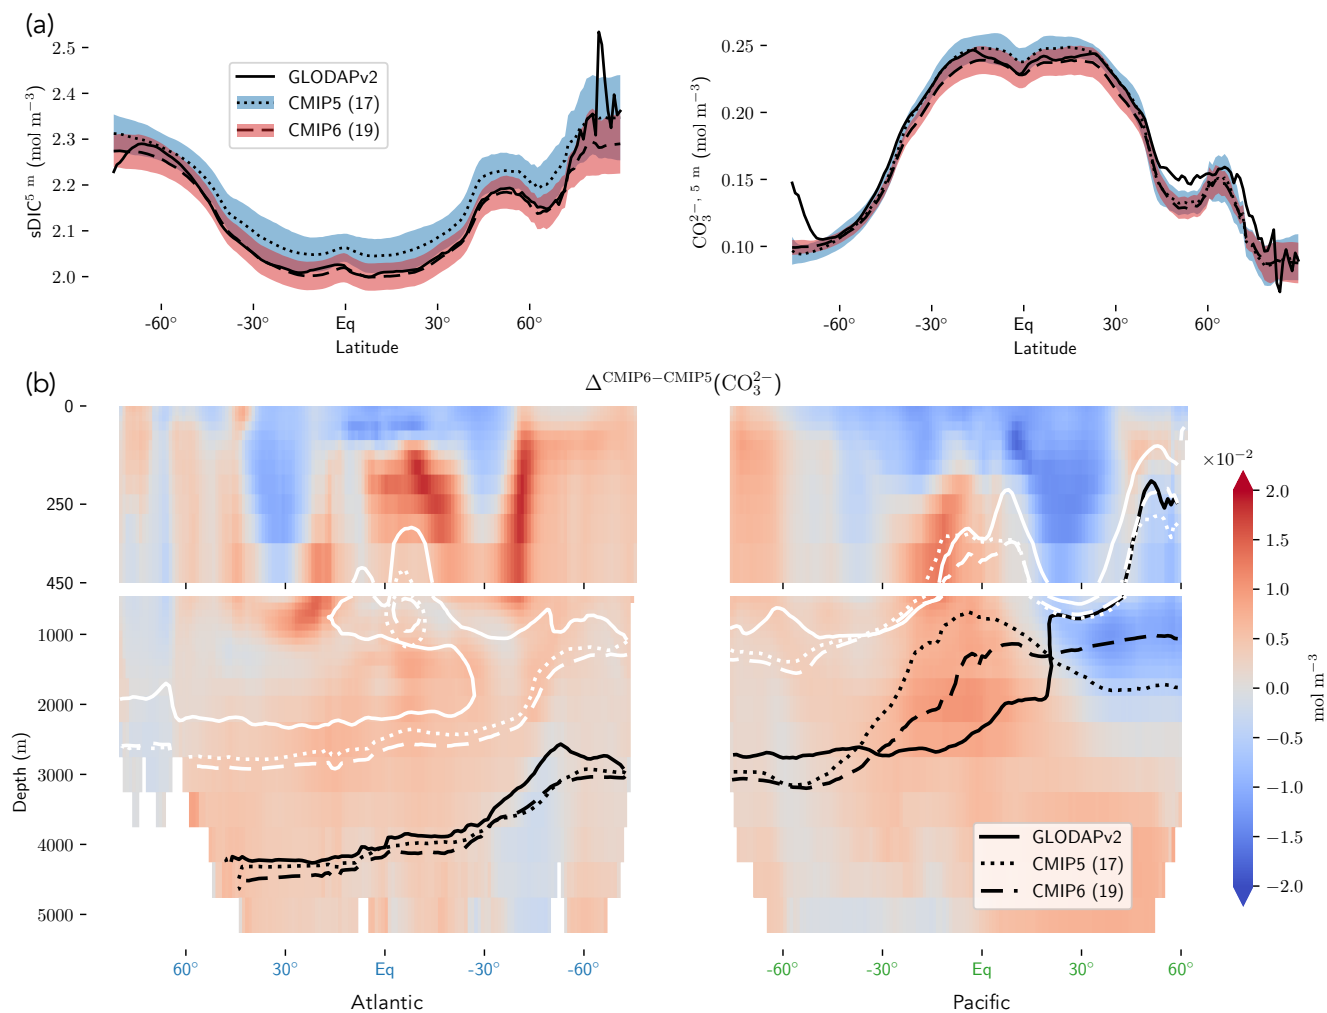 (a)
sDIC^5 m (mol m^−3)
2.5
2.4
2.3
2.2
2.1
2.0
GLODAPv2
CMIP5 (17)
CMIP6 (19)
-60° -30° Eq 30° 60°
Latitude
CO_3^2−, 5 m (mol m^−3)
0.25
0.20
0.15
0.10
-60° -30° Eq 30° 60°
Latitude
(b)
Δ^CMIP6−CMIP5(CO_3^2−)
Depth (m)
0
250
450
1000
2000
3000
4000
5000
60° 30° Eq -30° -60°
Atlantic
GLODAPv2
CMIP5 (17)
CMIP6 (19)
-60° -30° Eq 30° 60°
Pacific
×10^−2
2.0
1.5
1.0
0.5
0.0
−0.5
−1.0
−1.5
−2.0
mol m^−3